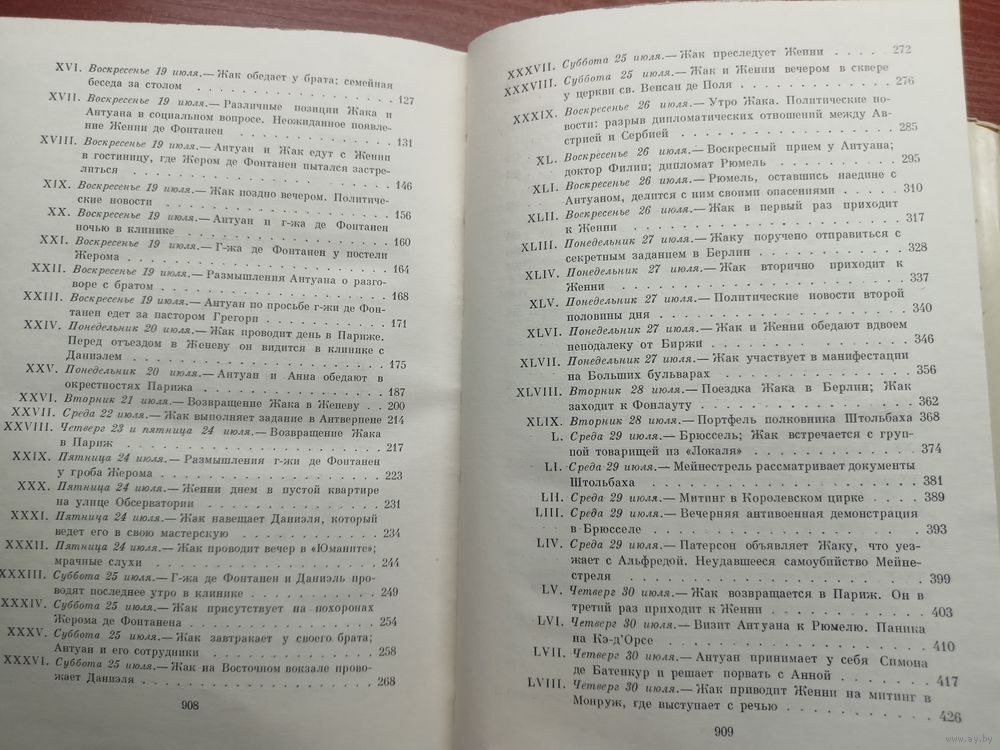 XVI. Воскресенье 19 июля.— Жак обедает у брата; семейная
беседа за столом . . . . . . . . . . . . . . . . 127
XVII. Воскресенье 19 июля.— Различные позиции Жака и
Антуана в социальном вопросе. Неожиданное появле-
ние Женни де Фонтанен . . . . . . . . . . . . . 131
XVIII. Воскресенье 19 июля.— Антуан и Жак едут с Женни
в гостиницу, где Жером де Фонтанен пытался застре-
литься . . . . . . . . . . . . . . . . . . . . 146
XIX. Воскресенье 19 июля.— Жак поздно вечером. Политиче-
ские новости . . . . . . . . . . . . . . . . . 156
XX. Воскресенье 19 июля.— Антуан и г-жа де Фонтанен
ночью в клинике . . . . . . . . . . . . . . . . 160
XXI. Воскресенье 19 июля.— Г-жа де Фонтанен у постели
Жерома . . . . . . . . . . . . . . . . . . . . 164
XXII. Воскресенье 19 июля.— Размышления Антуана о разго-
воре с братом . . . . . . . . . . . . . . . . . 168
XXIII. Воскресенье 19 июля.— Антуан по просьбе г-жи де Фон-
танен едет за пастором Грегори . . . . . . . . . 171
XXIV. Понедельник 20 июля.— Жак проводит день в Париже.
Перед отъездом в Женеву он видится в клинике с
Даниэлем . . . . . . . . . . . . . . . . . . . 175
XXV. Понедельник 20 июля.— Антуан и Анна обедают в
окрестностях Парижа . . . . . . . . . . . . . . 187
XXVI. Вторник 21 июля.— Возвращение Жака в Женеву . . 200
XXVII. Среда 22 июля.— Жак выполняет задание в Антверпене 214
XXVIII. Четверг 23 и пятница 24 июля.— Возвращение Жака
в Париж . . . . . . . . . . . . . . . . . . . 217
XXIX. Пятница 24 июля.— Размышления г-жи де Фонтанен
у гроба Жерома . . . . . . . . . . . . . . . . 223
XXX. Пятница 24 июля.— Женни днем в пустой квартире
на улице Обсерватории . . . . . . . . . . . . . 231
XXXI. Пятница 24 июля.— Жак навещает Даниэля, который
ведет его в свою мастерскую . . . . . . . . . . 234
XXXII. Пятница 24 июля.— Жак проводит вечер в «Юманите»;
мрачные слухи . . . . . . . . . . . . . . . . . 244
XXXIII. Суббота 25 июля.— Г-жа де Фонтанен и Даниэль про-
водят последнее утро в клинике . . . . . . . . . 249
XXXIV. Суббота 25 июля.— Жак присутствует на похоронах
Жерома де Фонтанена . . . . . . . . . . . . . . 254
XXXV. Суббота 25 июля.— Жак завтракает у своего брата;
Антуан и его сотрудники . . . . . . . . . . . . 258
XXXVI. Суббота 25 июля.— Жак на Восточном вокзале прово-
жает Даниэля . . . . . . . . . . . . . . . . . 268
908
XXXVII. Суббота 25 июля.— Жак преследует Женни . . . . . 272
XXXVIII. Суббота 25 июля.— Жак и Женни вечером в сквере
у церкви св. Венсан де Поля . . . . . . . . . . 276
XXXIX. Воскресенье 26 июля.— Утро Жака. Политические но-
вости: разрыв дипломатических отношений между Ав-
стрией и Сербией . . . . . . . . . . . . . . . 285
XL. Воскресенье 26 июля.— Воскресный прием у Антуана;
доктор Филип; дипломат Рюмель . . . . . . . . . 295
XLI. Воскресенье 26 июля.— Рюмель, оставшись наедине с
Антуаном, делится с ним своими опасениями . . . . 310
XLII. Воскресенье 26 июля.— Жак в первый раз приходит
к Женни . . . . . . . . . . . . . . . . . . . 317
XLIII. Понедельник 27 июля.— Жаку поручено отправиться с
секретным заданием в Берлин . . . . . . . . . . 328
XLIV. Понедельник 27 июля.— Жак вторично приходит к
Женни . . . . . . . . . . . . . . . . . . . . 337
XLV. Понедельник 27 июля.— Политические новости второй
половины дня . . . . . . . . . . . . . . . . . 340
XLVI. Понедельник 27 июля.— Жак и Женни обедают вдвоем
неподалеку от Биржи . . . . . . . . . . . . . . 346
XLVII. Понедельник 27 июля.— Жак участвует в манифестации
на Больших бульварах . . . . . . . . . . . . . 356
XLVIII. Вторник 28 июля.— Поездка Жака в Берлин; Жак
заходит к Фонлауту . . . . . . . . . . . . . . 362
XLIX. Вторник 28 июля.— Портфель полковника Штольбаха 368
L. Среда 29 июля.— Брюссель; Жак встречается с груп-
пой товарищей из «Локаля» . . . . . . . . . . . 374
LI. Среда 29 июля.— Мейнестрель рассматривает документы
Штольбаха . . . . . . . . . . . . . . . . . . 381
LII. Среда 29 июля.— Митинг в Королевском цирке . . . . 389
LIII. Среда 29 июля.— Вечерняя антивоенная демонстрация
в Брюсселе . . . . . . . . . . . . . . . . . . 393
LIV. Среда 29 июля.— Патерсон объявляет Жаку, что уез-
жает с Альфредой. Неудавшееся самоубийство Мейне-
стреля . . . . . . . . . . . . . . . . . . . . 399
LV. Четверг 30 июля.— Жак возвращается в Париж. Он в
третий раз приходит к Женни . . . . . . . . . . 403
LVI. Четверг 30 июля.— Визит Антуана к Рюмелю. Паника
на Кэ-д'Орсе . . . . . . . . . . . . . . . . . 410
LVII. Четверг 30 июля.— Антуан принимает у себя Симона
де Батенкур и решает порвать с Анной . . . . . . 417
LVIII. Четверг 30 июля.— Жак приводит Женни на митинг в
Монруж, где выступает с речью . . . . . . . . . 426
909
www.ay.by